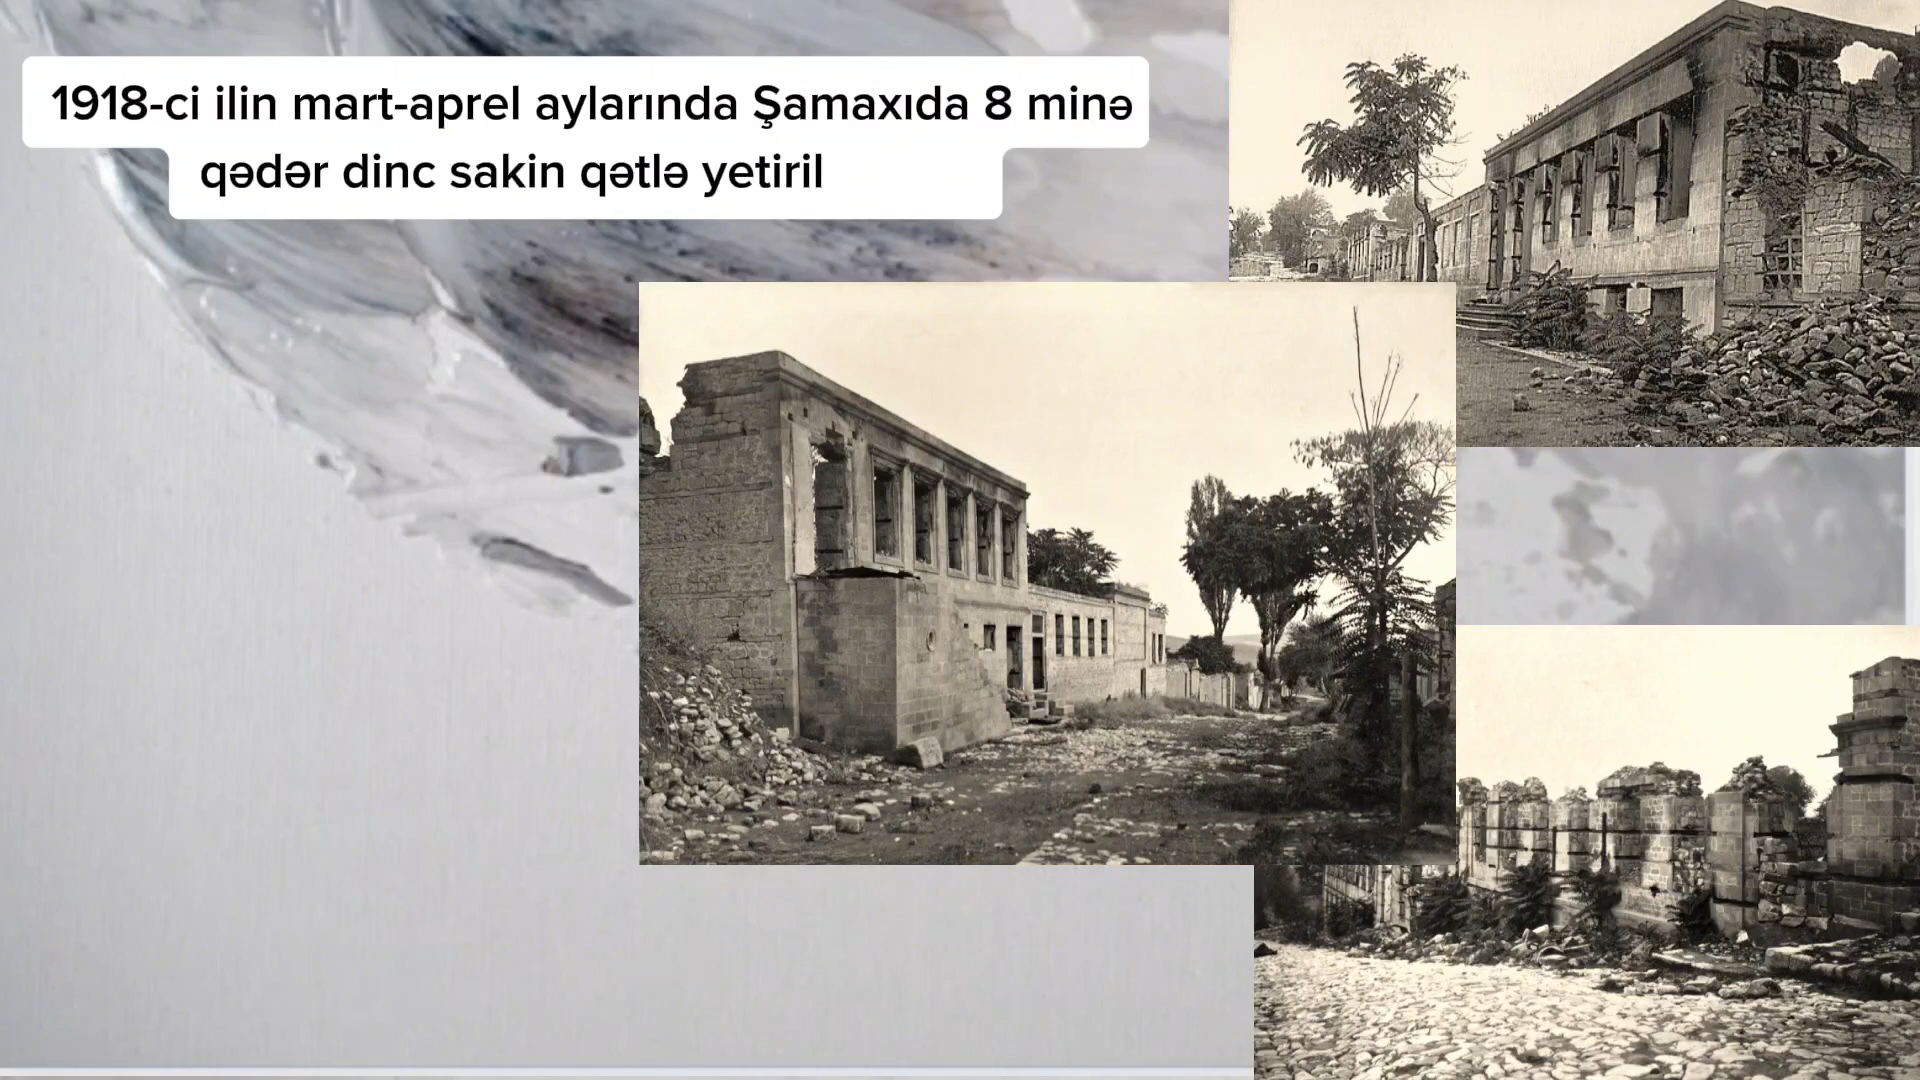 1918-ci ilin mart-aprel aylarında Şamaxıda 8 minə
qədər dinc sakin qətlə yetiril